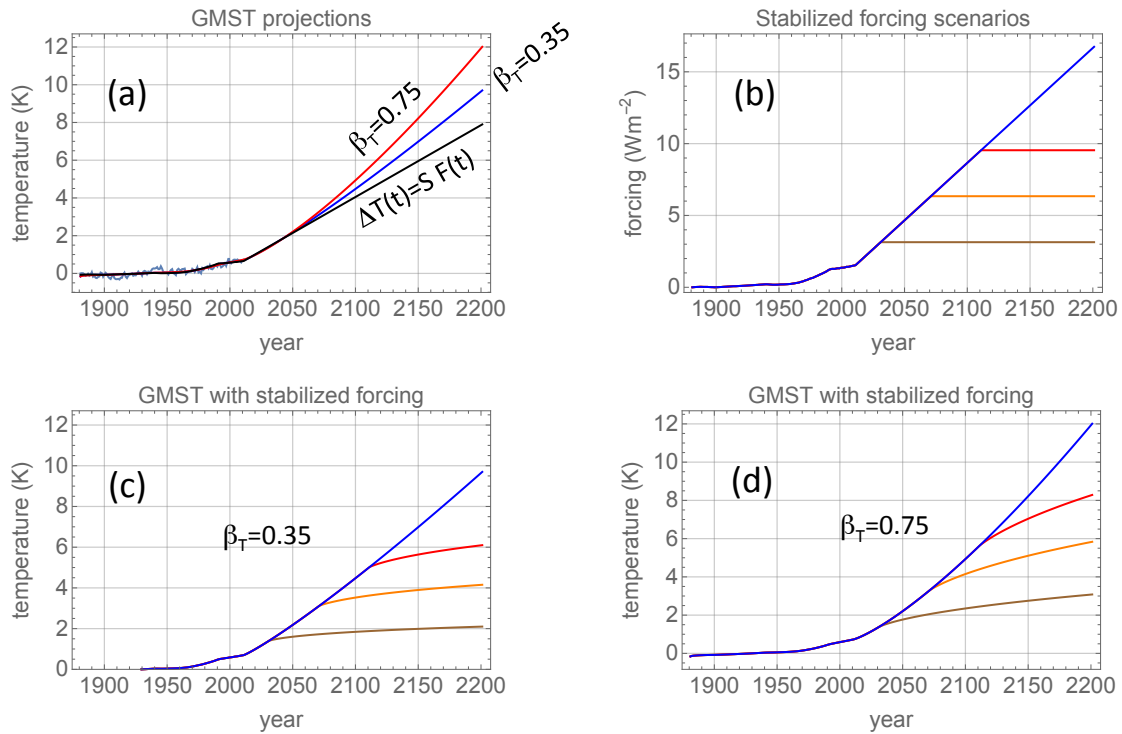 GMST projections
12
10
8
6
4
2
0
temperature (K)
(a)
β_T=0.75
β_T=0.35
ΔT(t)=S F(t)
1900 1950 2000 2050 2100 2150 2200
year
Stabilized forcing scenarios
15
10
5
0
forcing (Wm⁻²)
(b)
1900 1950 2000 2050 2100 2150 2200
year
GMST with stabilized forcing
12
10
8
6
4
2
0
temperature (K)
(c)
β_T=0.35
1900 1950 2000 2050 2100 2150 2200
year
GMST with stabilized forcing
12
10
8
6
4
2
0
temperature (K)
(d)
β_T=0.75
1900 1950 2000 2050 2100 2150 2200
year